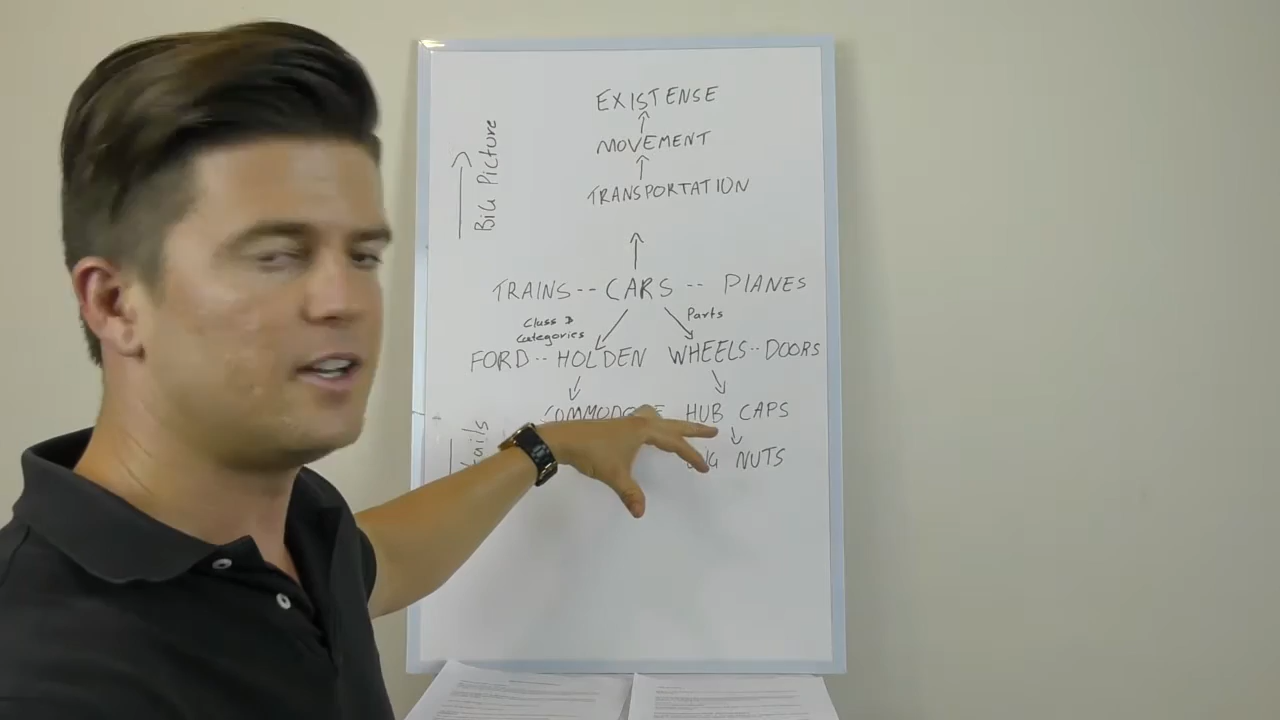 EXISTENSE
MOVEMENT
TRANSPORTATION
BIG PICTURE
TRAINS -- CARS -- PLANES
Class &
Categories
Parts
FORD -- HOLDEN WHEELS -- DOORS
HUB CAPS
NUTS